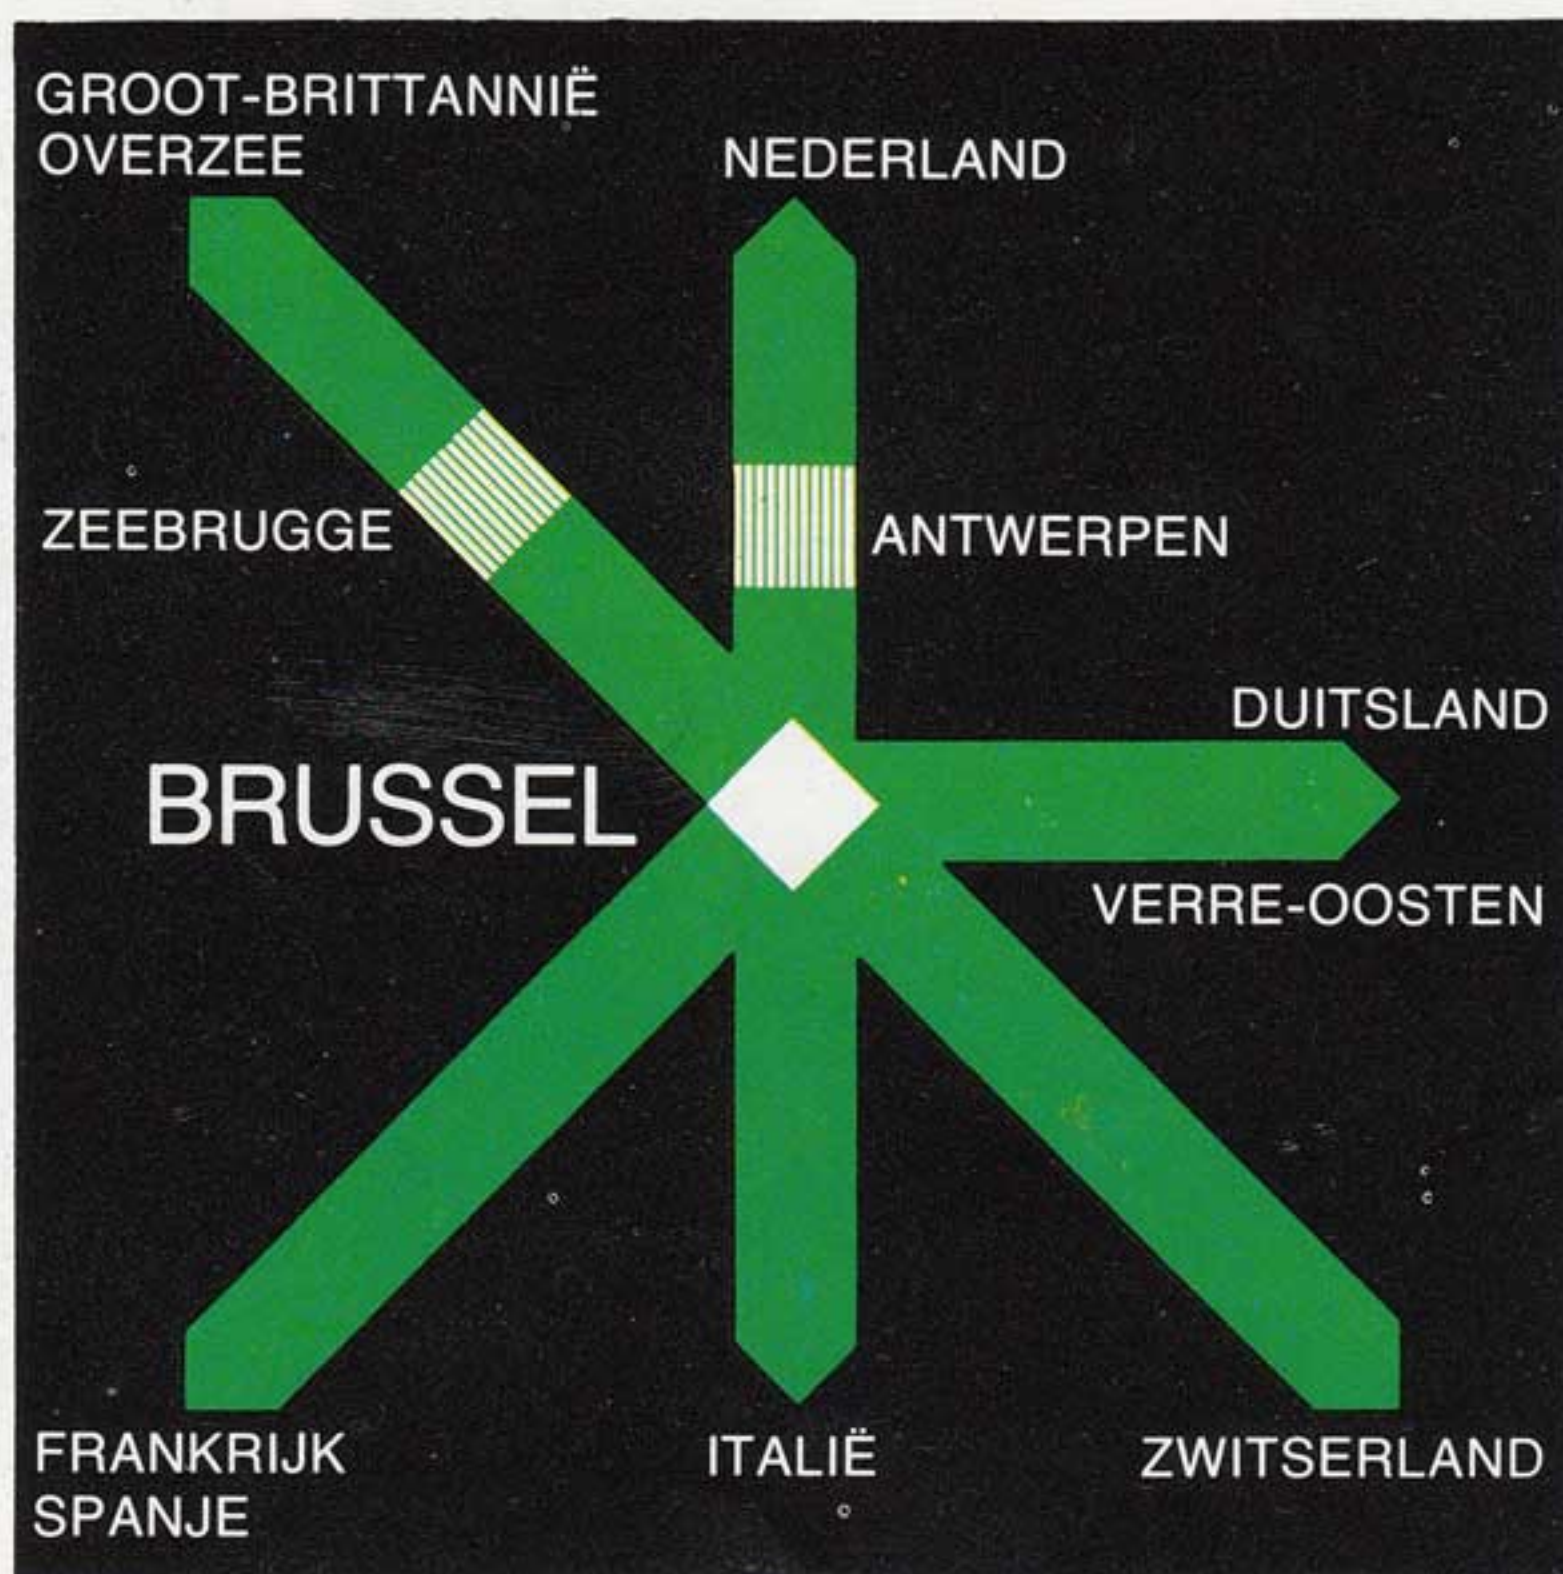 GROOT-BRITTANNIË
OVERZEE
NEDERLAND
ZEEBRUGGE
ANTWERPEN
DUITSLAND
BRUSSEL
VERRE-OOSTEN
FRANKRIJK
SPANJE
ITALIË
ZWITSERLAND